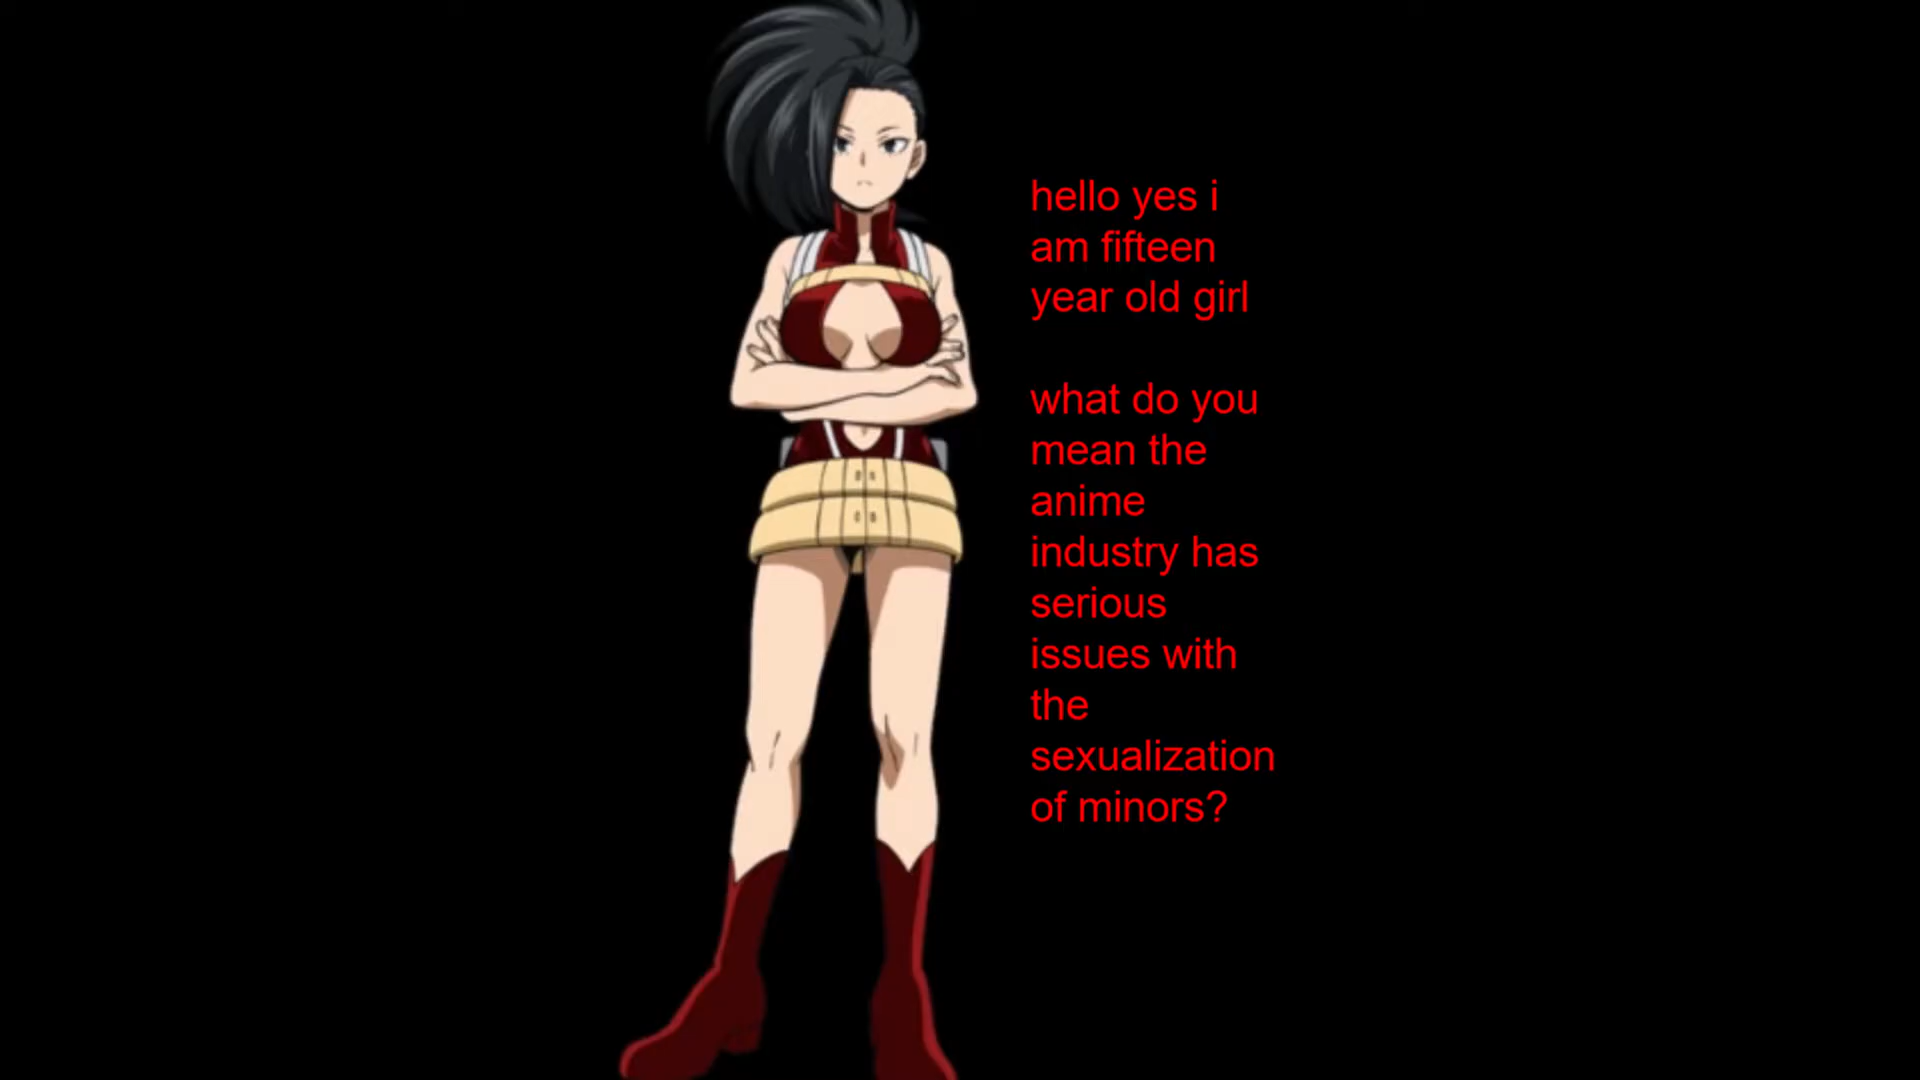 hello yes i
am fifteen
year old girl
what do you
mean the
anime
industry has
serious
issues with
the
sexualization
of minors?